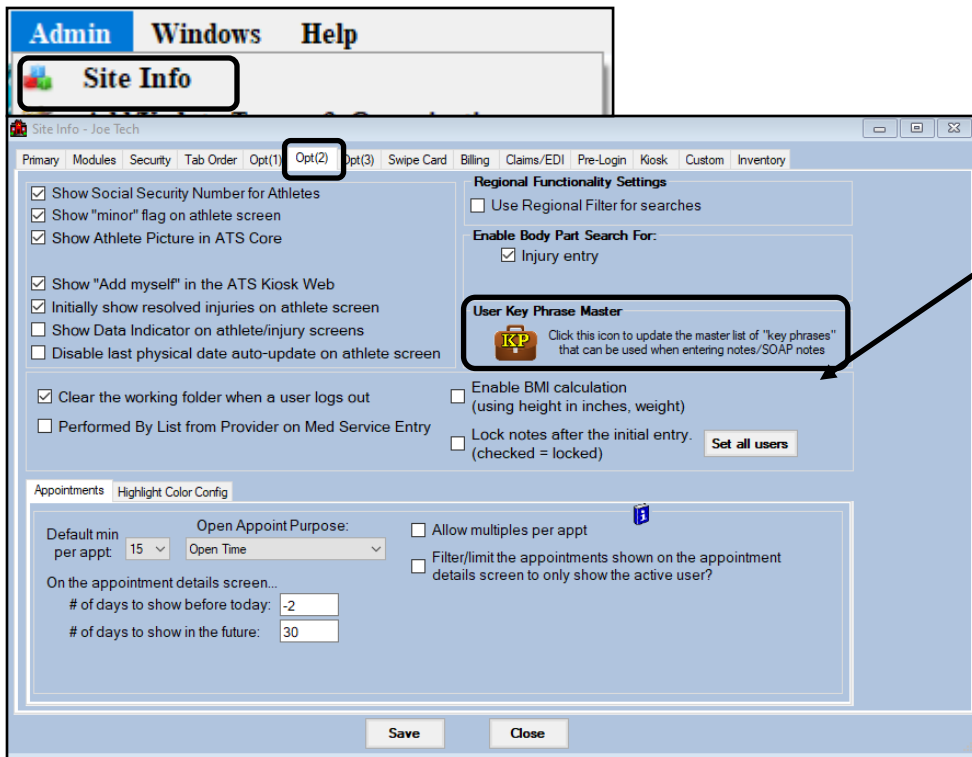 Admin Windows Help
Site Info
Site Info - Joe Tech
Primary Modules Security Tab Order Opt(1) Opt(2) Opt(3) Swipe Card Billing Claims/EDI Pre-Login Kiosk Custom Inventory
Show Social Security Number for Athletes
Show "minor" flag on athlete screen
Show Athlete Picture in ATS Core
Show "Add myself" in the ATS Kiosk Web
Initially show resolved injuries on athlete screen
Show Data Indicator on athlete/injury screens
Disable last physical date auto-update on athlete screen
Regional Functionality Settings
Use Regional Filter for searches
Enable Body Part Search For:
Injury entry
User Key Phrase Master
KP
Click this icon to update the master list of "key phrases"
that can be used when entering notes/SOAP notes
Clear the working folder when a user logs out
Performed By List from Provider on Med Service Entry
Enable BMI calculation
(using height in inches, weight)
Lock notes after the initial entry.
(checked = locked)
Set all users
Appointments Highlight Color Config
Default min
per appt: 15
Open Appoint Purpose:
Open Time
On the appointment details screen...
# of days to show before today: -2
# of days to show in the future: 30
Allow multiples per appt
Filter/limit the appointments shown on the appointment
details screen to only show the active user?
Save Close